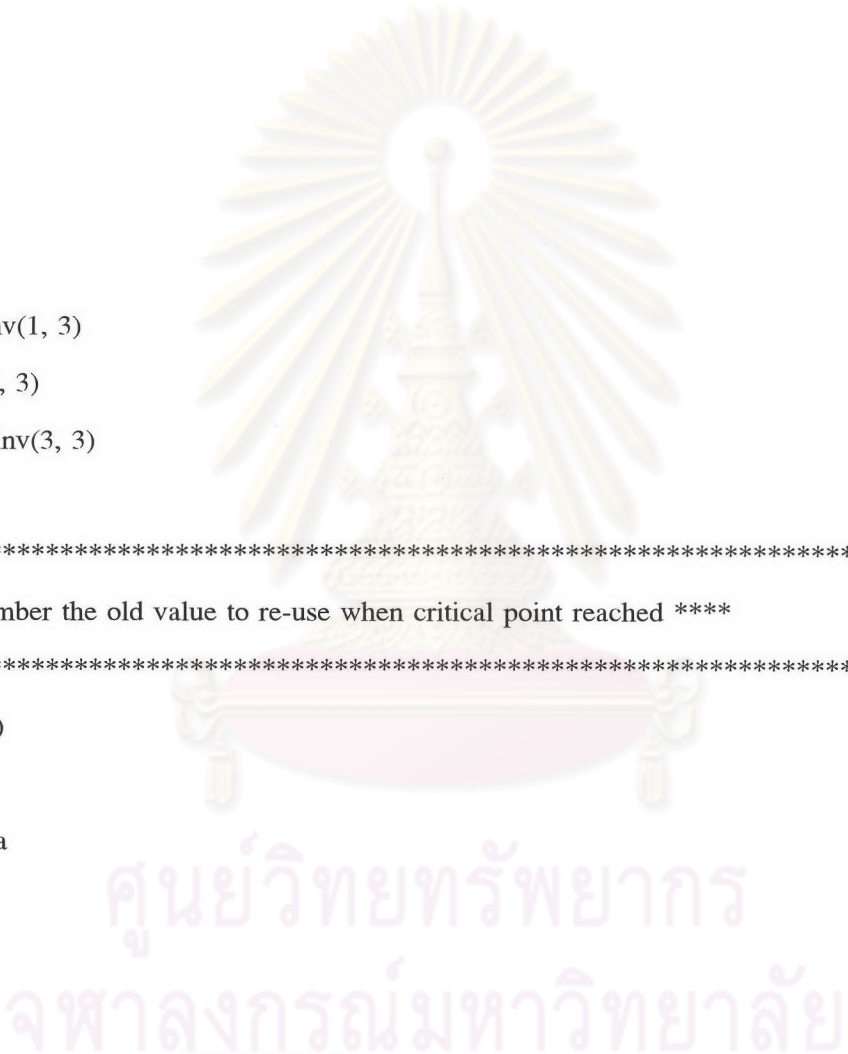 nv(1, 3)
, 3)
inv(3, 3)
************************************************************
mber the old value to re-use when critical point reached ****
************************************************************
)
a
ศูนย์วิทยทรัพยากร
จุฬาลงกรณ์มหาวิทยาลัย